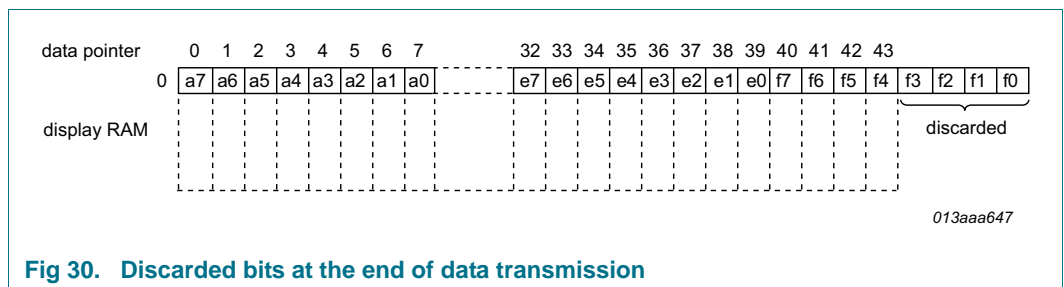 data pointer 0 1 2 3 4 5 6 7 32 33 34 35 36 37 38 39 40 41 42 43
0 a7 a6 a5 a4 a3 a2 a1 a0 e7 e6 e5 e4 e3 e2 e1 e0 f7 f6 f5 f4 f3 f2 f1 f0
display RAM discarded
013aaa647
Fig 30. Discarded bits at the end of data transmission